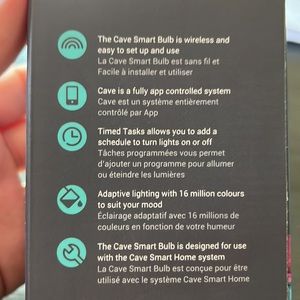 The Cave Smart Bulb is wireless and
easy to set up and use
La Cave Smart Bulb est sans fil et
Facile à installer et utiliser
Cave is a fully app controlled system
Cave est un système entièrement
contrôlé par App
Timed Tasks allows you to add a
schedule to turn lights on or off
Tâches programmées vous permet
d'ajouter un programme pour allumer
ou éteindre les lumières
Adaptive lighting with 16 million colours
to suit your mood
Éclairage adaptatif avec 16 millions de
couleurs en fonction de votre humeur
The Cave Smart Bulb is designed for use
with the Cave Smart Home system
La Cave Smart Bulb est conçue pour être
utilisé avec le système Cave Smart Home